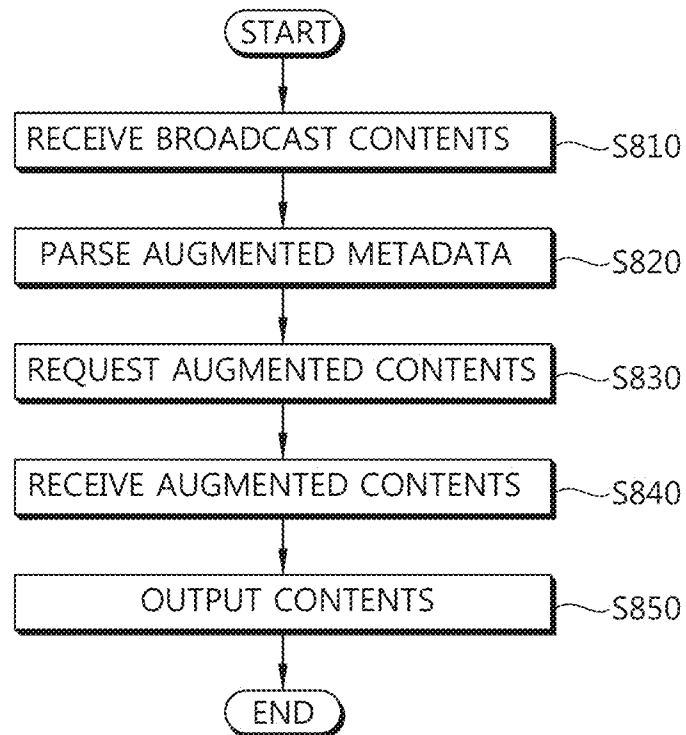 START
RECEIVE BROADCAST CONTENTS S810
PARSE AUGMENTED METADATA S820
REQUEST AUGMENTED CONTENTS S830
RECEIVE AUGMENTED CONTENTS S840
OUTPUT CONTENTS S850
END